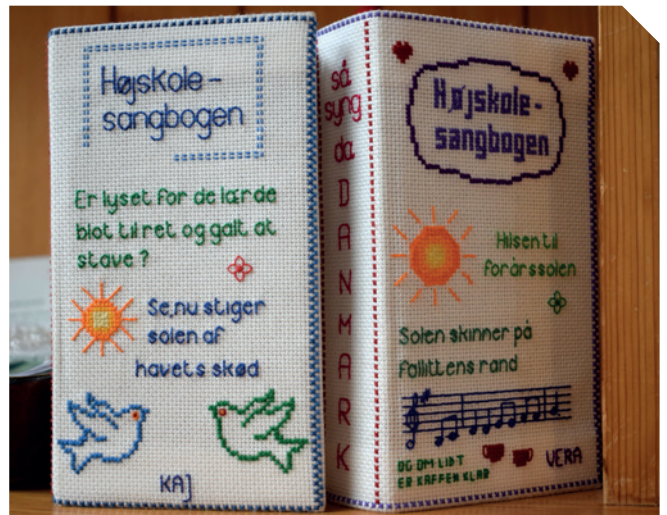 Højskole-
sangbogen
Er lyset for de lærde
blot til ret og galt at
stave?
Se, nu stiger
solen af
havets skød
KAJ
så
syng
da
DANMARK
Højskole-
sangbogen
Hilsen til
forårssolen
Solen skinner på
fallittens rand
OG OM LIDT
ER KAFFEN KLAR
VERA